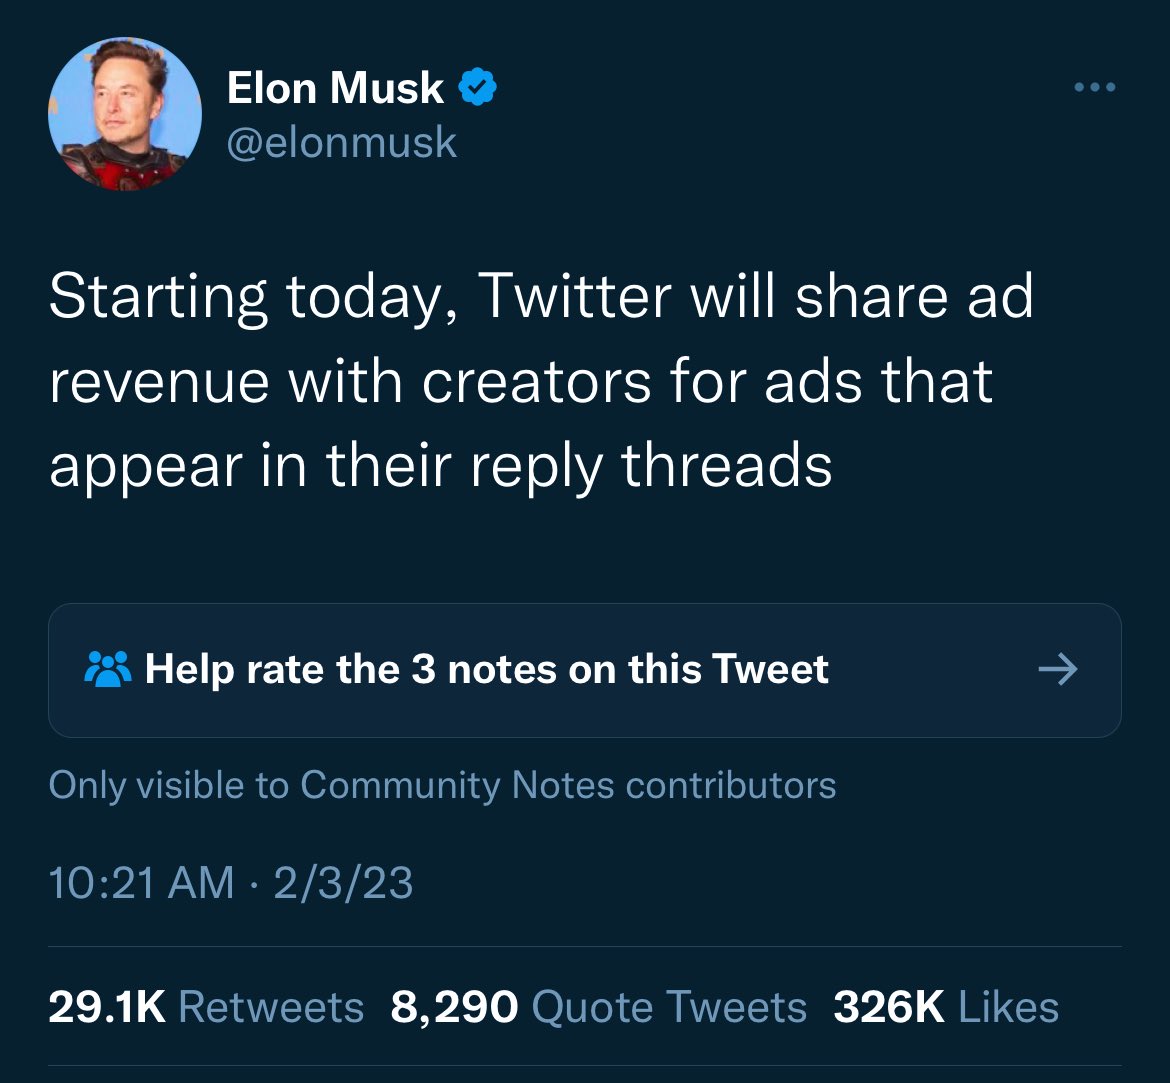 Elon Musk
@elonmusk
Starting today, Twitter will share ad
revenue with creators for ads that
appear in their reply threads
Help rate the 3 notes on this Tweet
Only visible to Community Notes contributors
10:21 AM · 2/3/23
29.1K Retweets 8,290 Quote Tweets 326K Likes